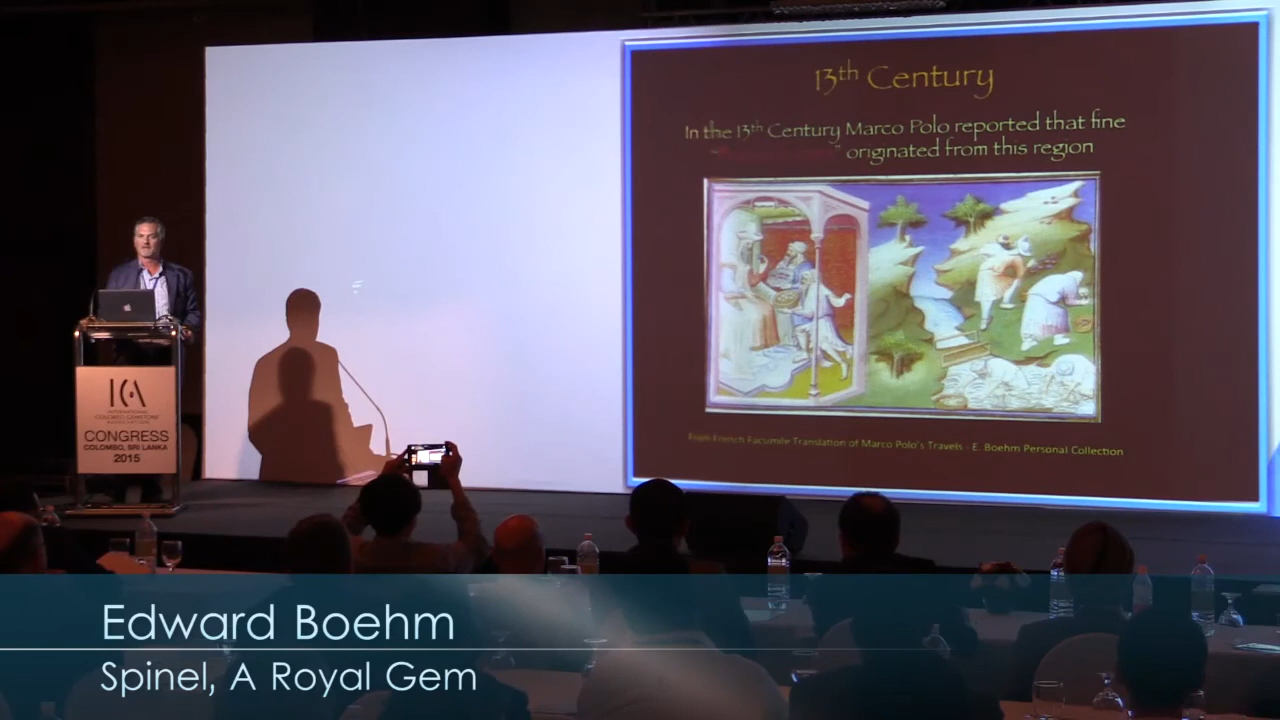 13th Century
In the 13th Century Marco Polo reported that fine
" originated from this region
From French Facsimile Translation of Marco Polo's Travels - E. Boehm Personal Collection
ICA
INTERNATIONAL
COLORED GEMSTONE
ASSOCIATION
CONGRESS
COLOMBO, SRI LANKA
2015
Edward Boehm
Spinel, A Royal Gem